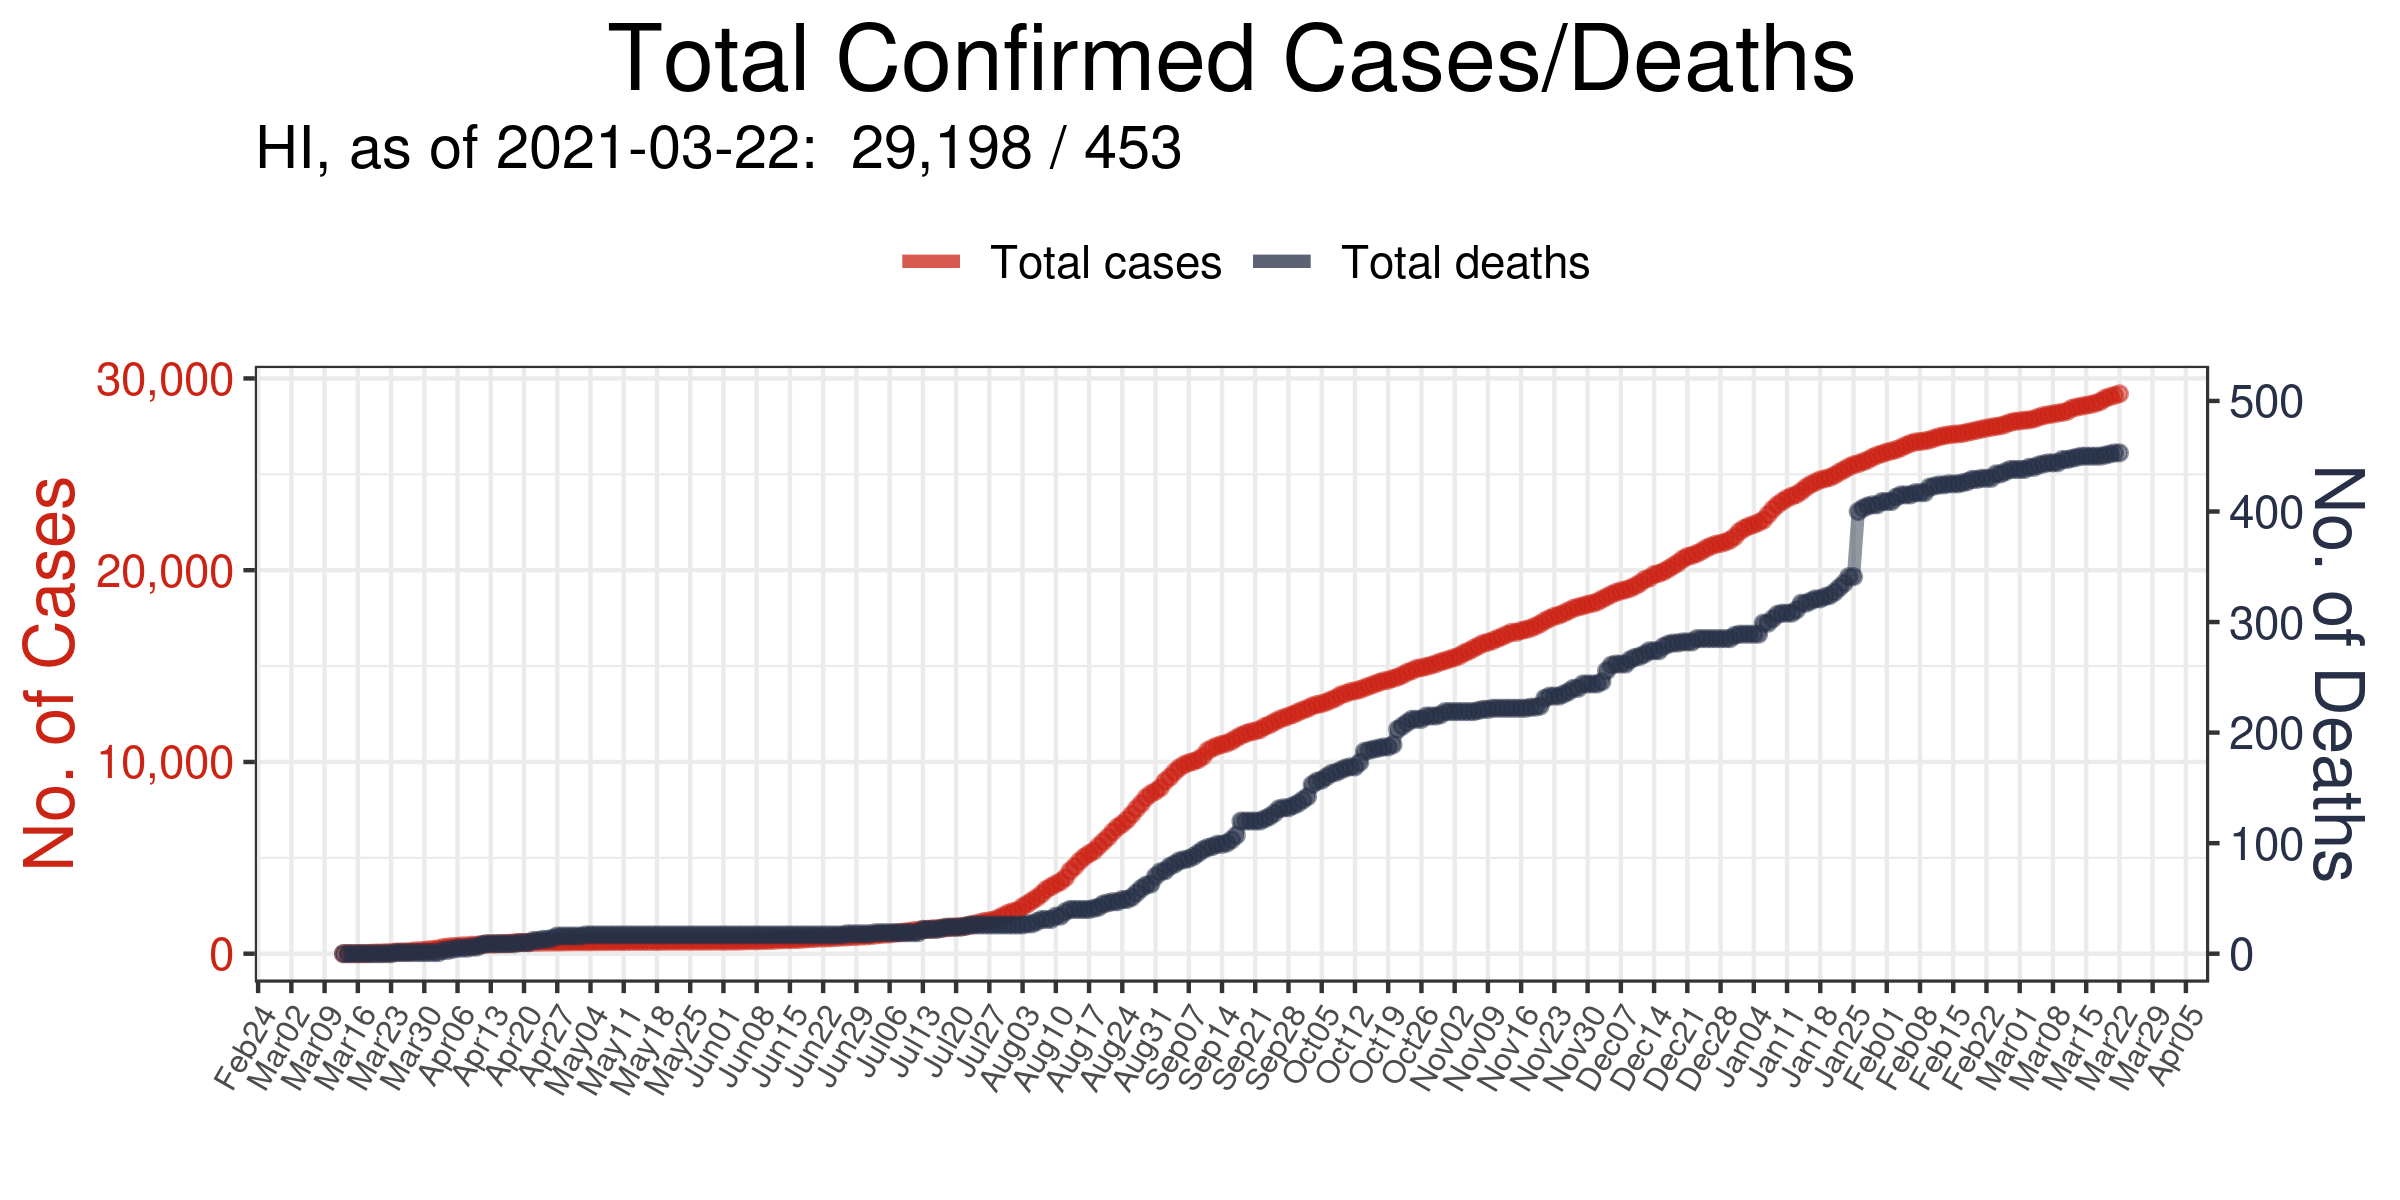 Total Confirmed Cases/Deaths
HI, as of 2021-03-22:  29,198 / 453
Total cases
Total deaths
No. of Cases
30,000
20,000
10,000
0
500
400
300
200
100
0
No. of Deaths
Feb24
Mar02
Mar09
Mar16
Mar23
Mar30
Apr06
Apr13
Apr20
Apr27
May04
May11
May18
May25
Jun01
Jun08
Jun15
Jun22
Jun29
Jul06
Jul13
Jul20
Jul27
Aug03
Aug10
Aug17
Aug24
Aug31
Sep07
Sep14
Sep21
Sep28
Oct05
Oct12
Oct19
Oct26
Nov02
Nov09
Nov16
Nov23
Nov30
Dec07
Dec14
Dec21
Dec28
Jan04
Jan11
Jan18
Jan25
Feb01
Feb08
Feb15
Feb22
Mar01
Mar08
Mar15
Mar22
Mar29
Apr05